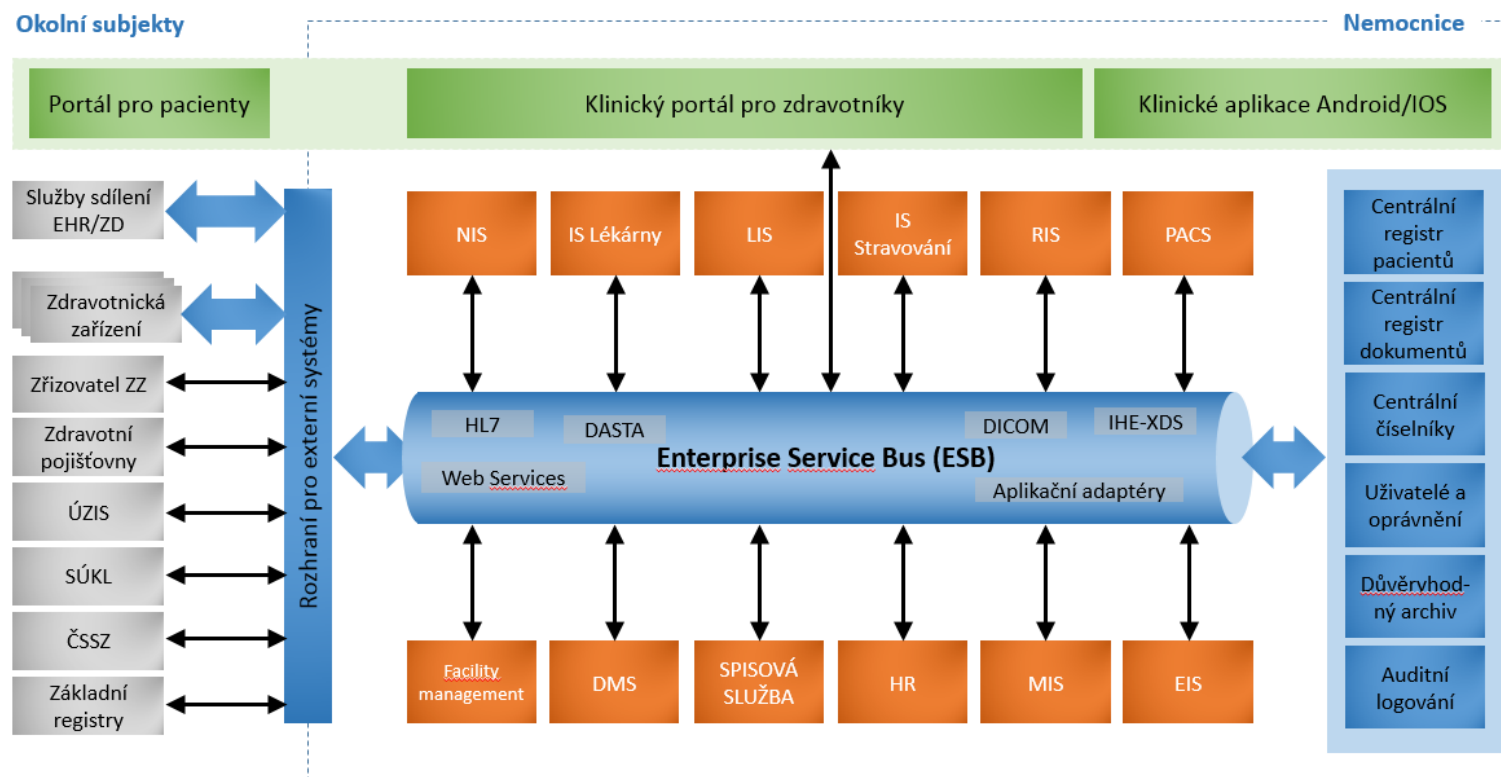 Okolní subjekty
Nemocnice
Portál pro pacienty
Klinický portál pro zdravotníky
Klinické aplikace Android/IOS
Služby sdílení
EHR/ZD
Zdravotnická
zařízení
Zřizovatel ZZ
Zdravotní
pojišťovny
ÚZIS
SÚKL
ČSSZ
Základní
registry
Rozhraní pro externí systémy
NIS
IS Lékárny
LIS
IS
Stravování
RIS
PACS
HL7
DASTA
DICOM
IHE-XDS
Enterprise Service Bus (ESB)
Web Services
Aplikační adaptéry
Facility
management
DMS
SPISOVÁ
SLUŽBA
HR
MIS
EIS
Centrální
registr
pacientů
Centrální
registr
dokumentů
Centrální
číselníky
Uživatelé a
oprávnění
Důvěryhod-
ný archiv
Auditní
logování